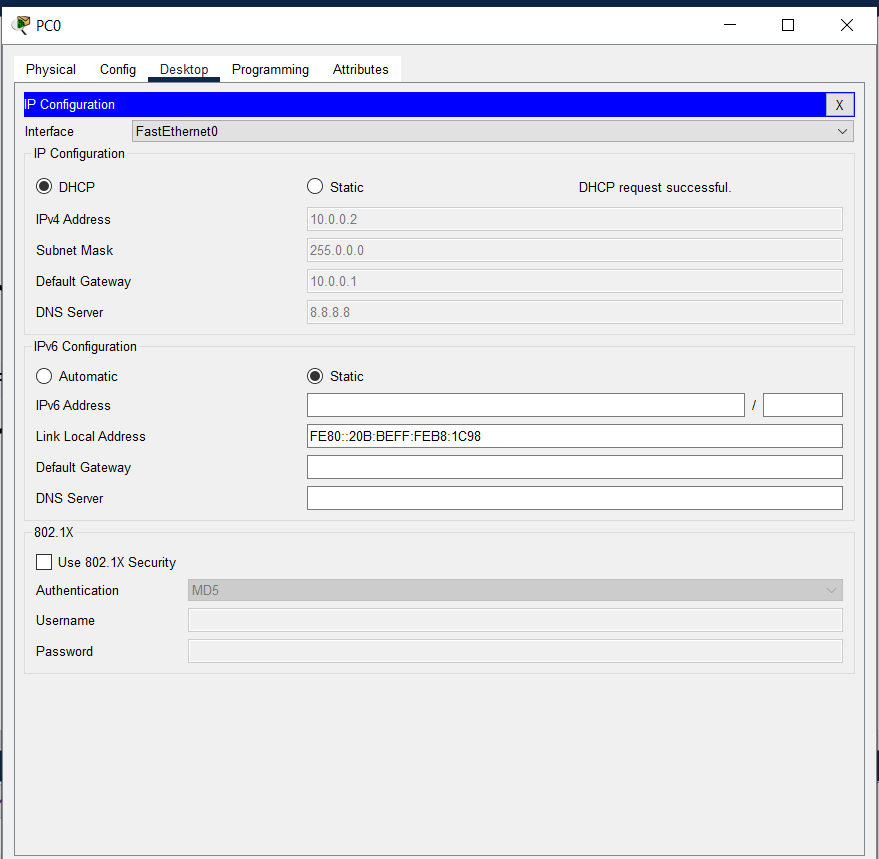 PC0
Physical Config Desktop Programming Attributes
IP Configuration X
Interface FastEthernet0
IP Configuration
DHCP Static DHCP request successful.
IPv4 Address 10.0.0.2
Subnet Mask 255.0.0.0
Default Gateway 10.0.0.1
DNS Server 8.8.8.8
IPv6 Configuration
Automatic Static
IPv6 Address /
Link Local Address FE80::20B:BEFF:FEB8:1C98
Default Gateway
DNS Server
802.1X
Use 802.1X Security
Authentication MD5
Username
Password